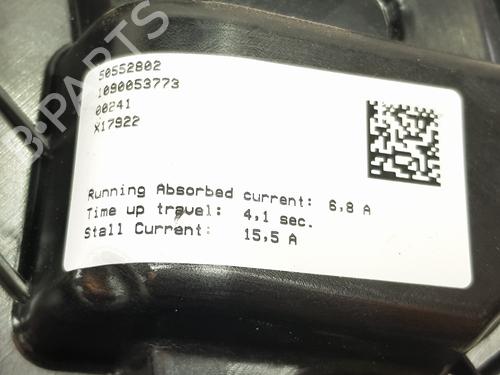 50552802
1090053773
00241
X17922
Running Absorbed current: 6,8 A
Time up travel: 4,1 sec.
Stall Current: 15,5 A
B-PARTS